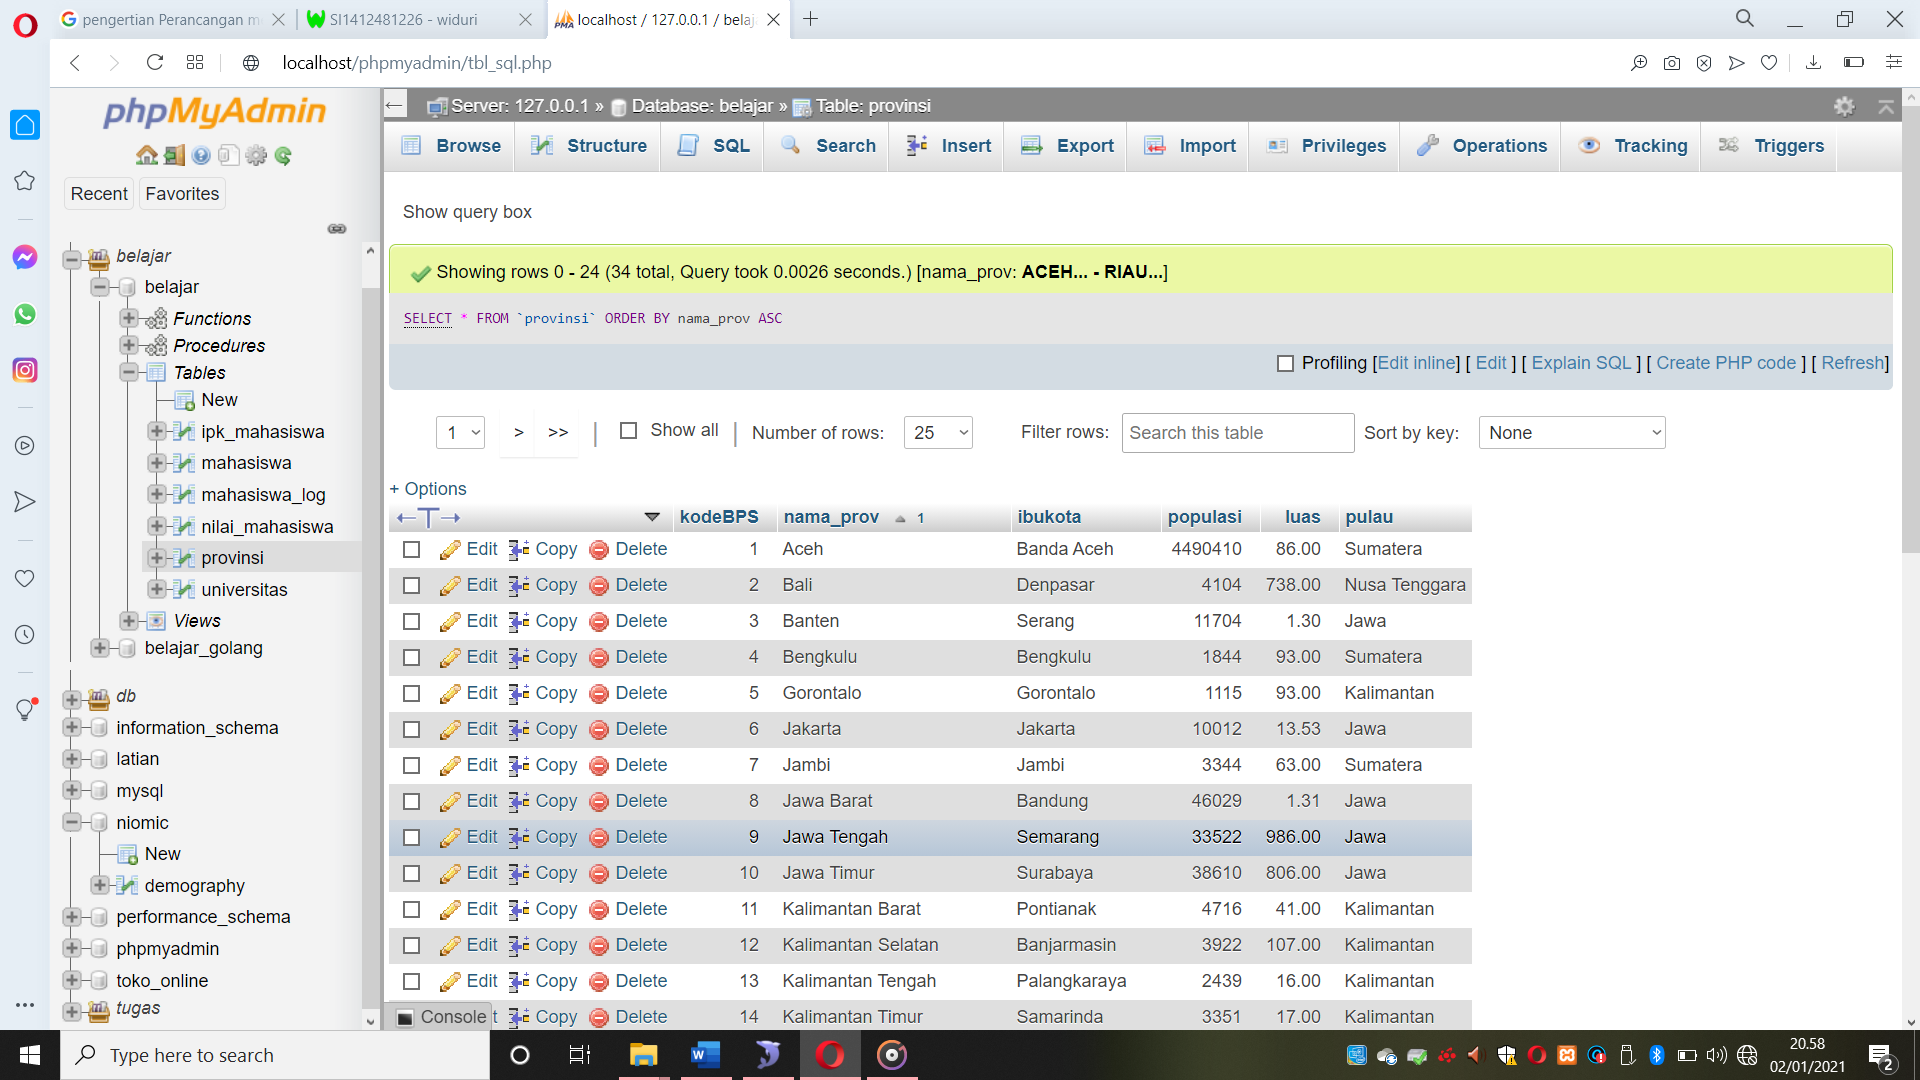 pengertian Perancangan m
SI1412481226 - widuri
localhost / 127.0.0.1 / belaj
localhost/phpmyadmin/tbl_sql.php
phpMyAdmin
Recent Favorites
belajar
belajar
Functions
Procedures
Tables
New
ipk_mahasiswa
mahasiswa
mahasiswa_log
nilai_mahasiswa
provinsi
universitas
Views
belajar_golang
db
information_schema
latian
mysql
niomic
New
demography
performance_schema
phpmyadmin
toko_online
tugas
Server: 127.0.0.1 » Database: belajar » Table: provinsi
Browse Structure SQL Search Insert Export Import Privileges Operations Tracking Triggers
Show query box
Showing rows 0 - 24 (34 total, Query took 0.0026 seconds.) [nama_prov: ACEH... - RIAU...]
SELECT * FROM `provinsi` ORDER BY nama_prov ASC
Profiling [Edit inline] [ Edit ] [ Explain SQL ] [ Create PHP code ] [ Refresh]
1 > >> | Show all | Number of rows: 25 Filter rows: Search this table Sort by key: None
+ Options
←T→ kodeBPS nama_prov 1 ibukota populasi luas pulau
Edit Copy Delete 1 Aceh Banda Aceh 4490410 86.00 Sumatera
Edit Copy Delete 2 Bali Denpasar 4104 738.00 Nusa Tenggara
Edit Copy Delete 3 Banten Serang 11704 1.30 Jawa
Edit Copy Delete 4 Bengkulu Bengkulu 1844 93.00 Sumatera
Edit Copy Delete 5 Gorontalo Gorontalo 1115 93.00 Kalimantan
Edit Copy Delete 6 Jakarta Jakarta 10012 13.53 Jawa
Edit Copy Delete 7 Jambi Jambi 3344 63.00 Sumatera
Edit Copy Delete 8 Jawa Barat Bandung 46029 1.31 Jawa
Edit Copy Delete 9 Jawa Tengah Semarang 33522 986.00 Jawa
Edit Copy Delete 10 Jawa Timur Surabaya 38610 806.00 Jawa
Edit Copy Delete 11 Kalimantan Barat Pontianak 4716 41.00 Kalimantan
Edit Copy Delete 12 Kalimantan Selatan Banjarmasin 3922 107.00 Kalimantan
Edit Copy Delete 13 Kalimantan Tengah Palangkaraya 2439 16.00 Kalimantan
Console t Copy Delete 14 Kalimantan Timur Samarinda 3351 17.00 Kalimantan
Type here to search
20.58
02/01/2021
2